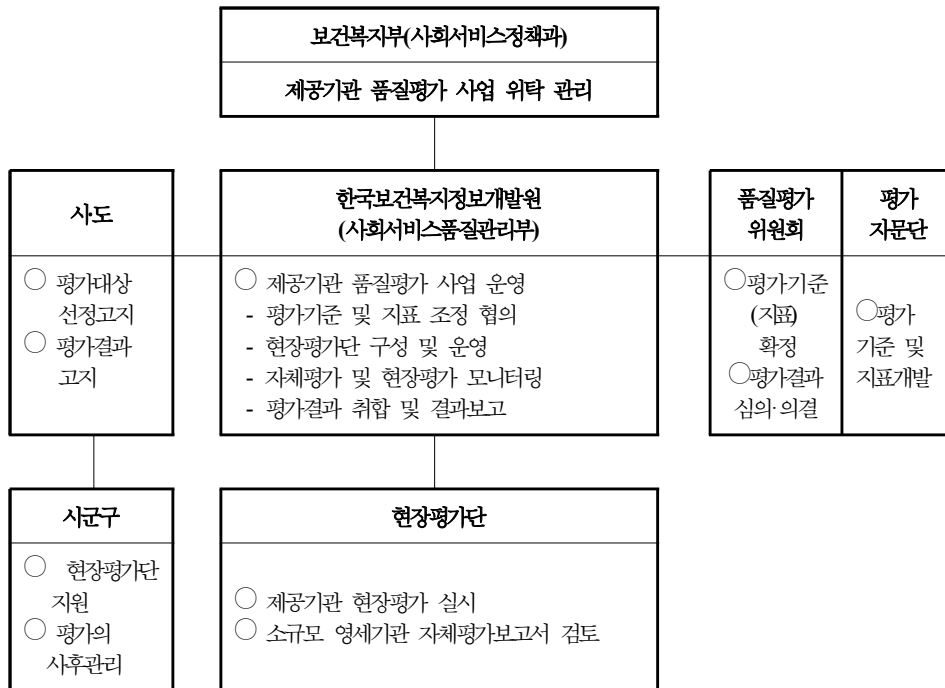 보건복지부(사회서비스정책과)
제공기관 품질평가 사업 위탁 관리
시도
○ 평가대상
선정고지
○ 평가결과
고지
한국보건복지정보개발원
(사회서비스품질관리부)
○ 제공기관 품질평가 사업 운영
- 평가기준 및 지표 조정 협의
- 현장평가단 구성 및 운영
- 자체평가 및 현장평가 모니터링
- 평가결과 취합 및 결과보고
품질평가
위원회
○평가기준
(지표)
확정
○평가결과
심의·의결
평가
자문단
○평가
기준 및
지표개발
시군구
○ 현장평가단
지원
○ 평가의
사후관리
현장평가단
○ 제공기관 현장평가 실시
○ 소규모 영세기관 자체평가보고서 검토